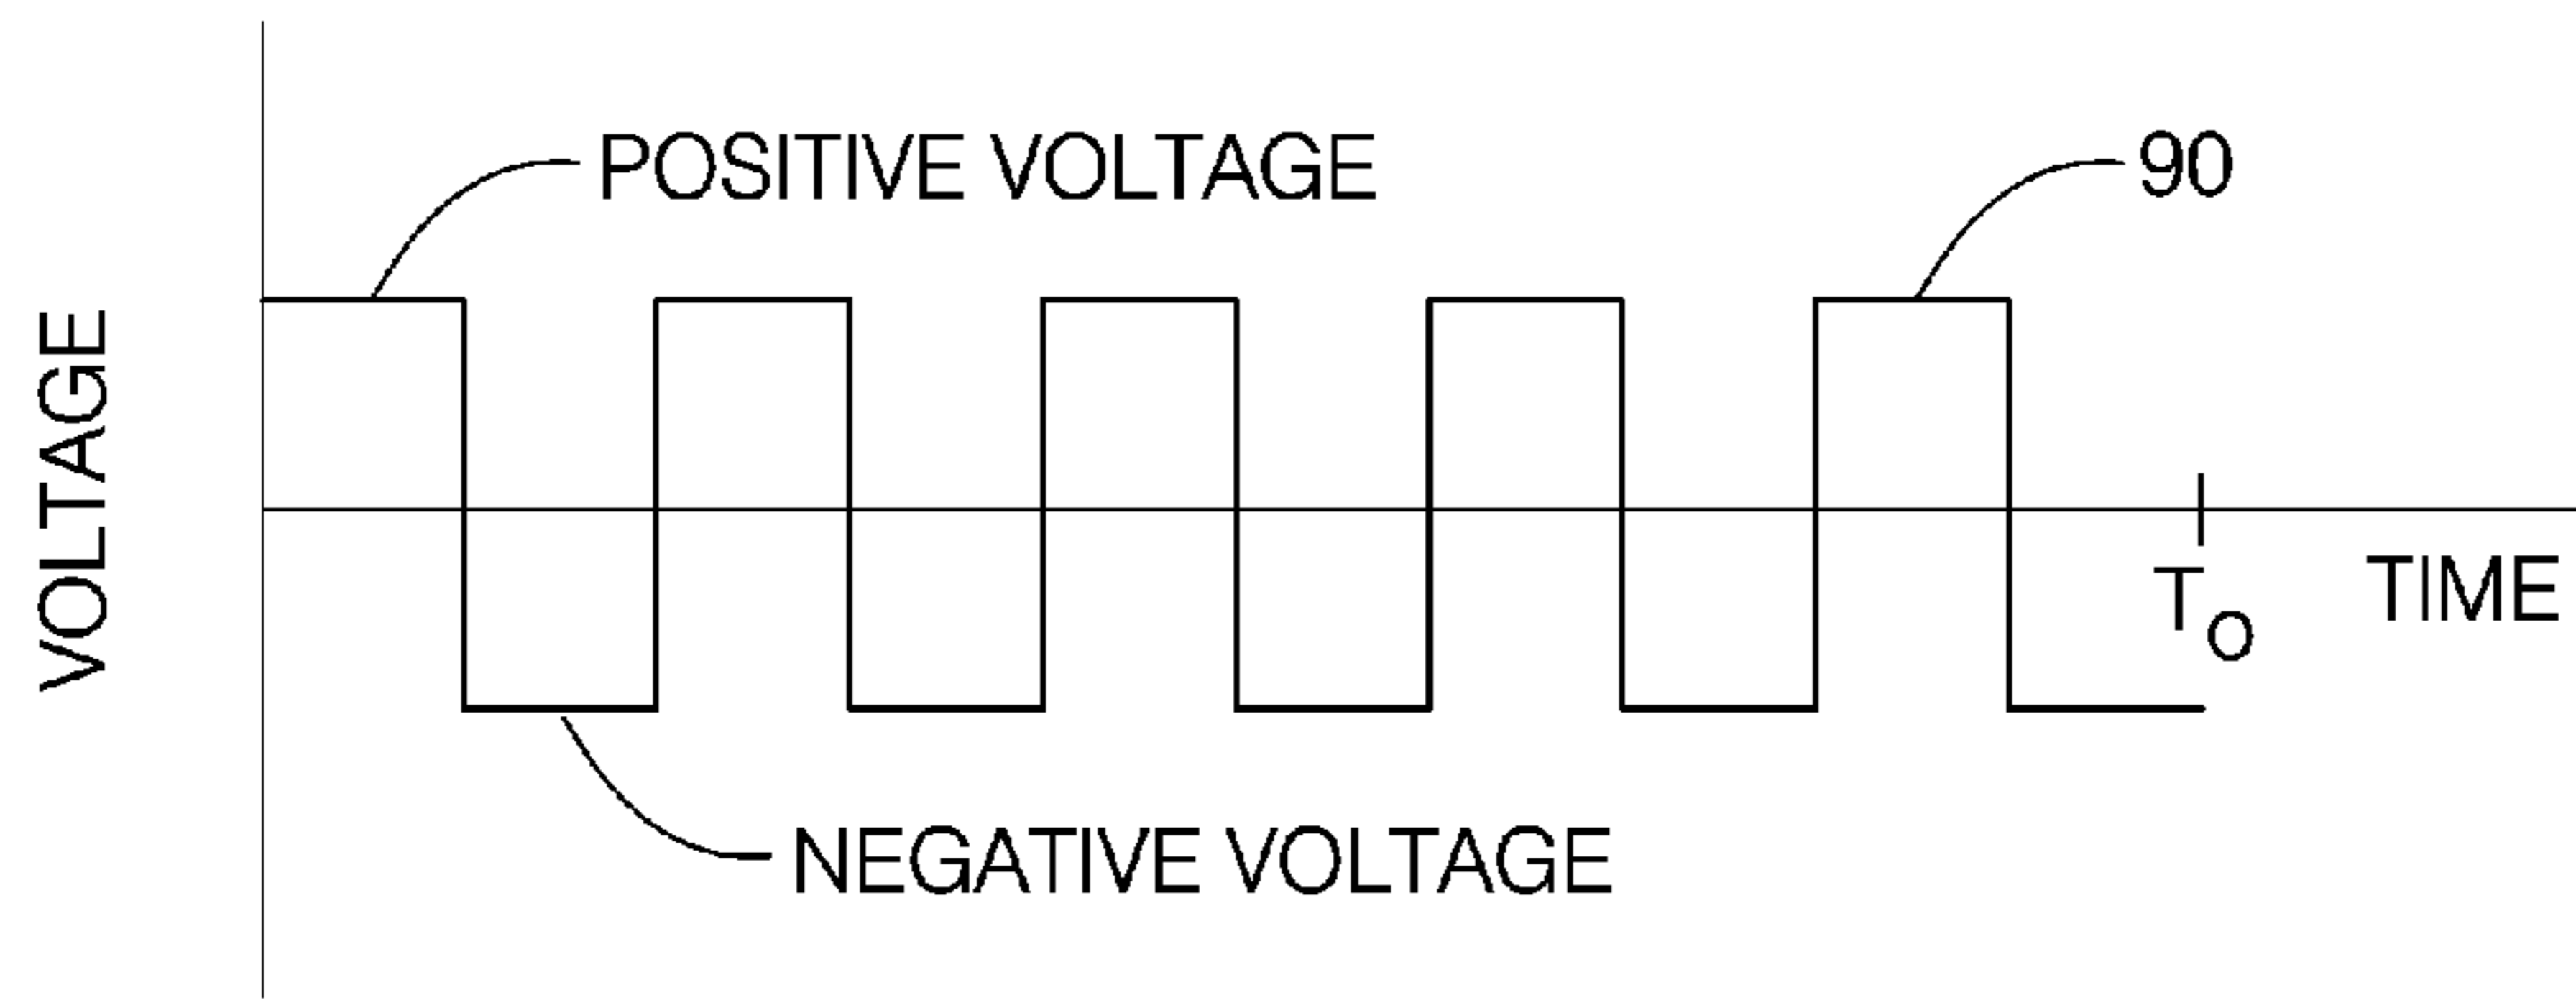 POSITIVE VOLTAGE
90
VOLTAGE
TO
TIME
NEGATIVE VOLTAGE